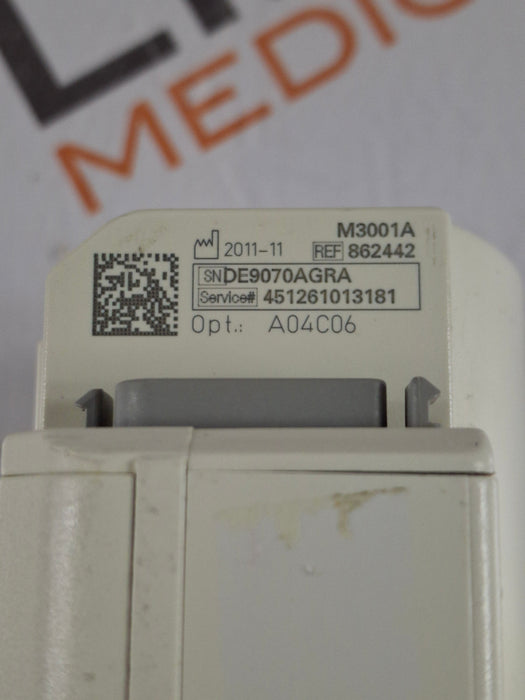 MEDIC
M3001A
2011-11 REF 862442
SN DE9070AGRA
Service# 451261013181
Opt.: A04C06